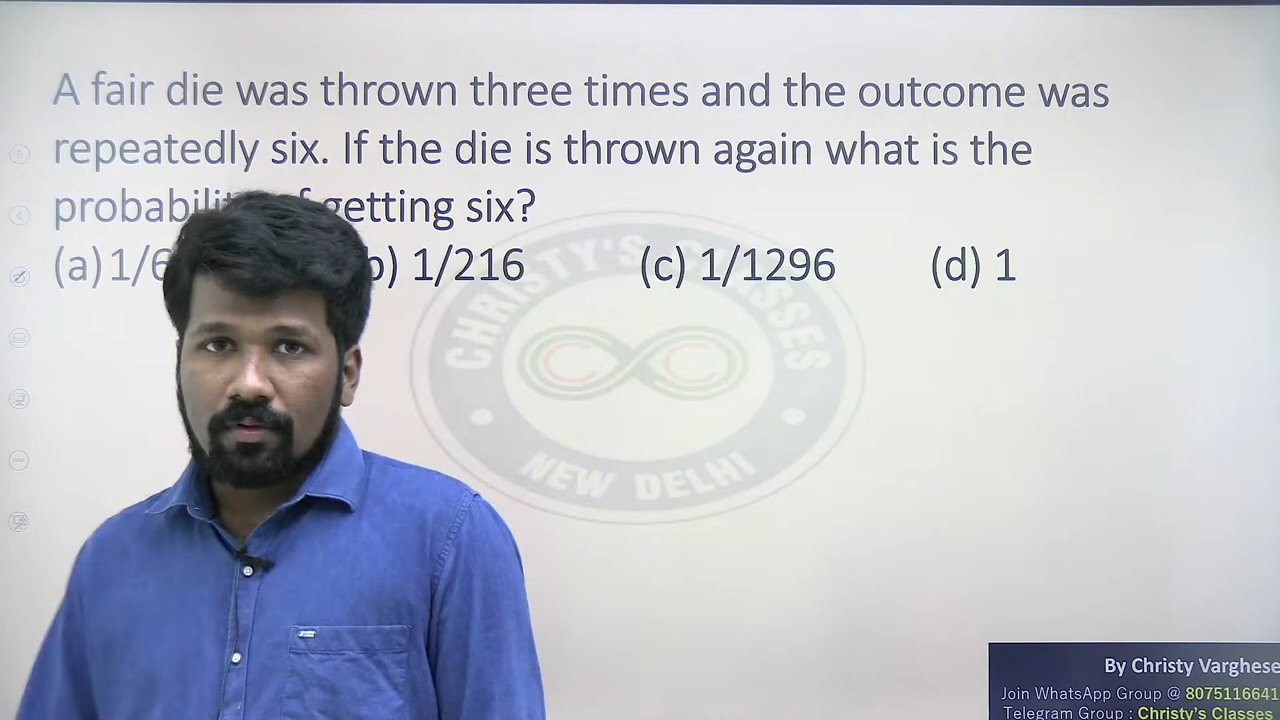 A fair die was thrown three times and the outcome was
repeatedly six. If the die is thrown again what is the
getting six?
(a) 1/6 b) 1/216 (c) 1/1296 (d) 1
CHRISTY'S CLASSES
NEW DELHI
By Christy Varghese
Join WhatsApp Group @ 8075116641
Telegram Group : Christy's Classes